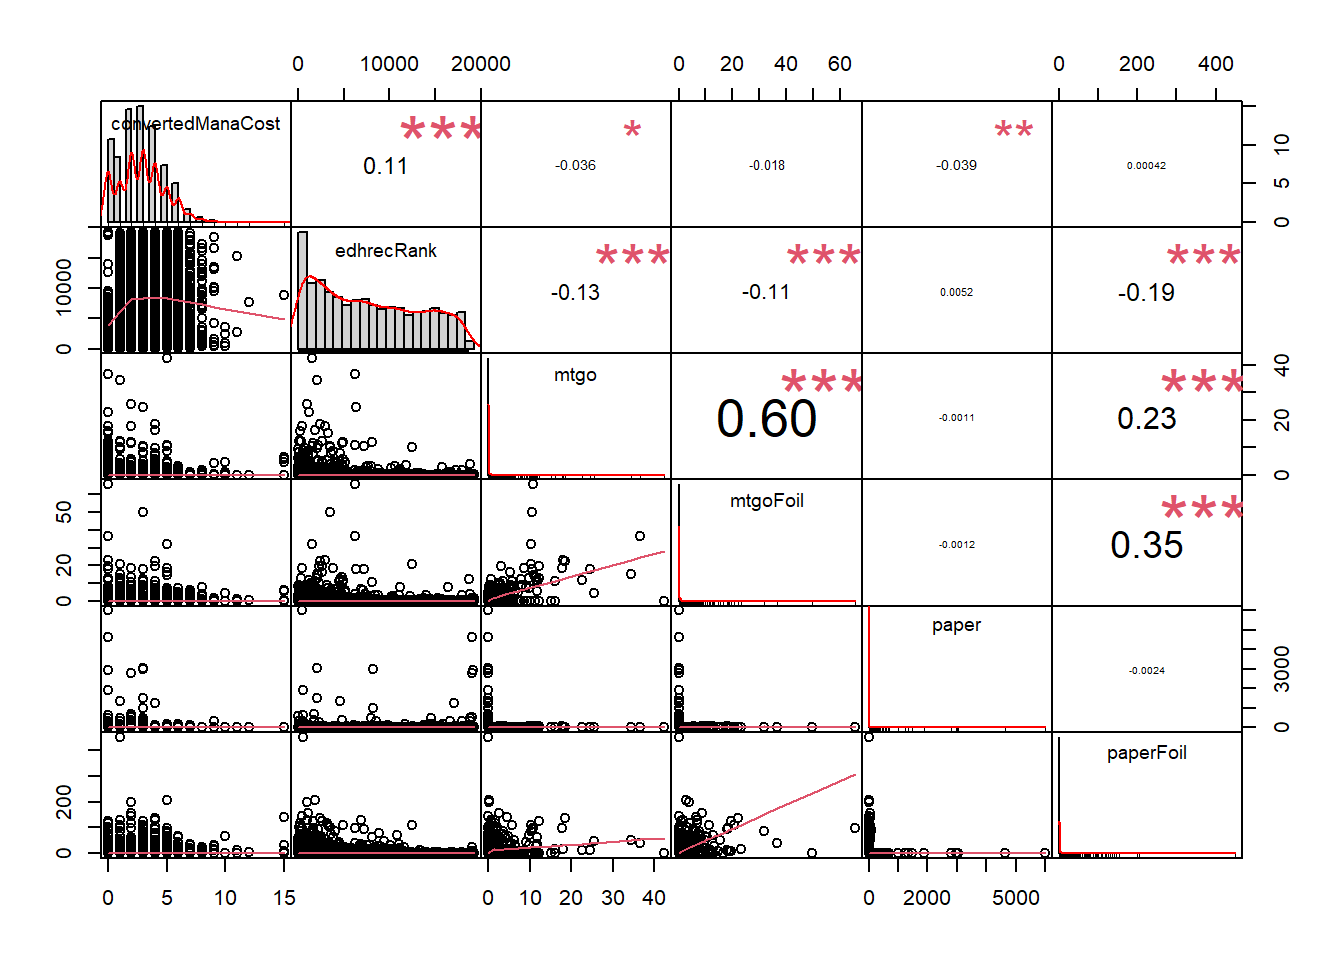 0 10000 20000 0 20 40 60 0 200 400
convertedManaCost *** * **
0.11 -0.036 -0.018 -0.039 0.00042
0 5 10
edhrecRank *** *** ***
-0.13 -0.11 0.0052 -0.19
0 10000
mtgo *** ***
0.60 -0.0011 0.23
0 20 40
mtgoFoil ***
-0.0012 0.35
0 20 50
paper
-0.0024
0 3000
paperFoil
0 200
0 5 10 15 0 10 20 30 40 0 2000 5000